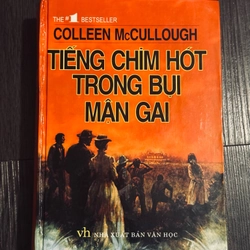 THE #1 BESTSELLER
COLLEEN McCULLOUGH
TIẾNG CHIM HÓT
TRONG BỤI
MẬN GAI
vh NHÀ XUẤT BẢN VĂN HỌC